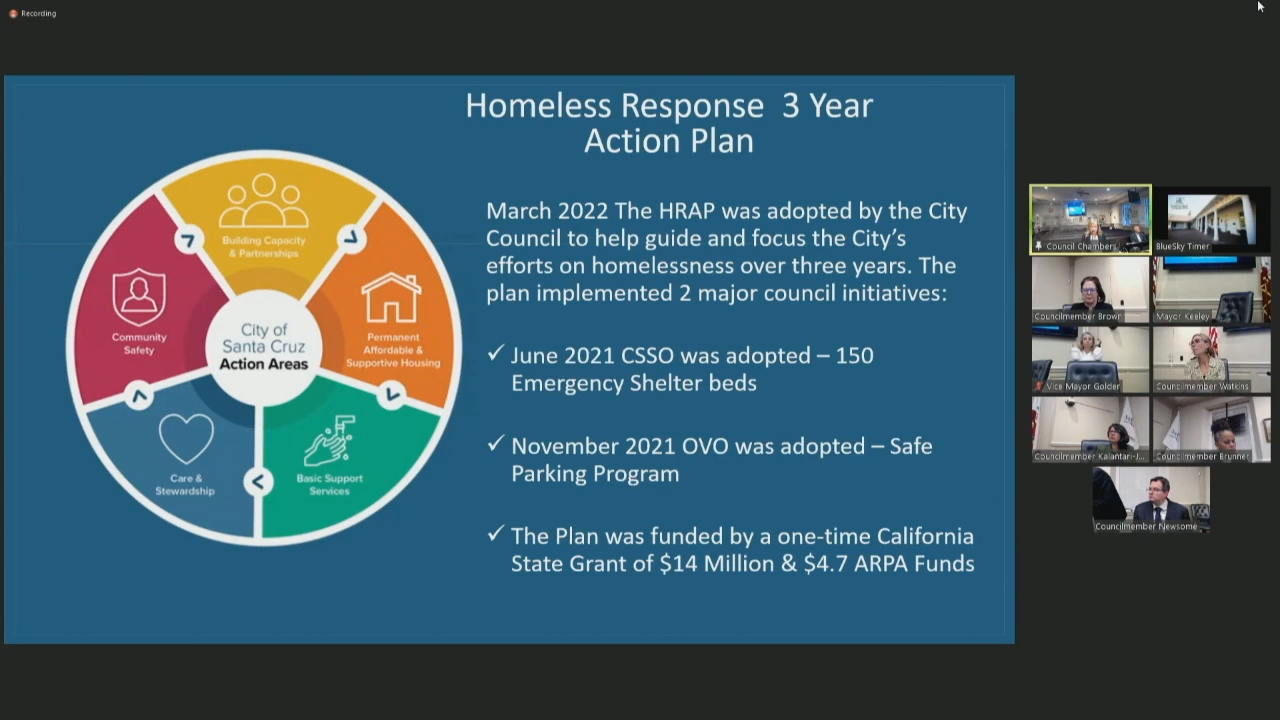 Recording
Homeless Response 3 Year
Action Plan
March 2022 The HRAP was adopted by the City
Council to help guide and focus the City's
efforts on homelessness over three years. The
plan implemented 2 major council initiatives:
✓ June 2021 CSSO was adopted – 150
Emergency Shelter beds
✓ November 2021 OVO was adopted – Safe
Parking Program
✓ The Plan was funded by a one-time California
State Grant of $14 Million & $4.7 ARPA Funds
Building Capacity
& Partnerships
Permanent
Affordable &
Supportive Housing
Basic Support
Services
Care &
Stewardship
Community
Safety
City of
Santa Cruz
Action Areas
Council Chambers
BlueSky Timer
Councilmember Brown
Mayor Keeley
Vice Mayor Golder
Councilmember Watkins
Councilmember Kalantari-J...
Councilmember Brunner
Councilmember Newsome